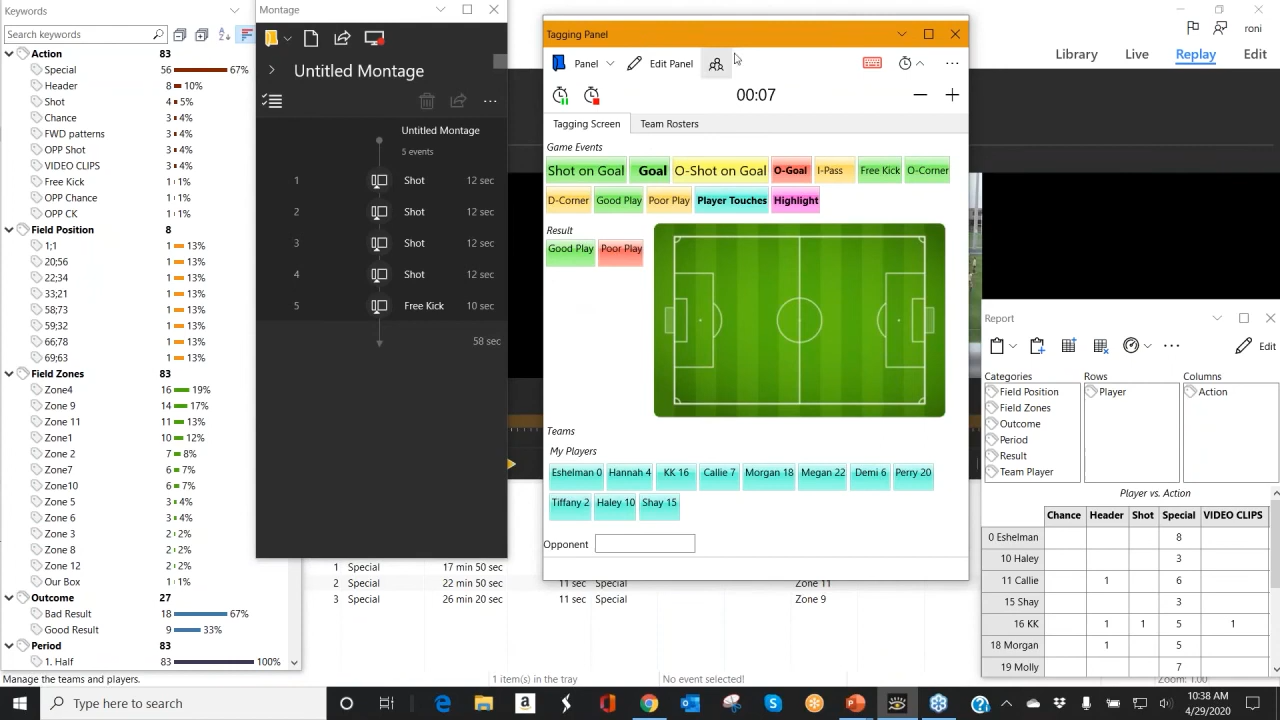 Keywords
Search keywords
Action 83
Special 56 67%
Header 8 10%
Shot 4 5%
Chance 3 4%
FWD patterns 3 4%
OPP Shot 3 4%
VIDEO CLIPS 3 4%
Free Kick 1 1%
OPP Chance 1 1%
OPP CK 1 1%
Field Position 8
1;1 1 13%
20;56 1 13%
22;34 1 13%
33;21 1 13%
58;73 1 13%
59;32 1 13%
66;78 1 13%
69;63 1 13%
Field Zones 83
Zone4 16 19%
Zone 9 14 17%
Zone 11 11 13%
Zone1 10 12%
Zone 2 7 8%
Zone7 6 7%
Zone10 6 7%
Zone 5 3 4%
Zone 6 3 4%
Zone 3 2 2%
Zone 8 2 2%
Zone 12 2 2%
Our Box 1 1%
Outcome 27
Bad Result 18 67%
Good Result 9 33%
Period 83
1. Half 83 100%
Manage the teams and players.
Montage
Untitled Montage
Untitled Montage
5 events
1 Shot 12 sec
2 Shot 12 sec
3 Shot 12 sec
4 Shot 12 sec
5 Free Kick 10 sec
58 sec
Tagging Panel
Panel Edit Panel
00:07
Tagging Screen Team Rosters
Game Events
Shot on Goal Goal O-Shot on Goal O-Goal I-Pass Free Kick O-Corner
D-Corner Good Play Poor Play Player Touches Highlight
Result
Good Play Poor Play
Teams
My Players
Eshelman 0 Hannah 4 KK 16 Callie 7 Morgan 18 Megan 22 Demi 6 Perry 20
Tiffany 2 Haley 10 Shay 15
Opponent
1 Special 17 min 50 sec
2 Special 22 min 50 sec 11 sec Special Zone 11
3 Special 26 min 20 sec 11 sec Special Zone 9
1 item(s) in the tray No event selected! Zoom: 1.00
roni
Library Live Replay Edit
Report
Edit
Categories Rows Columns
Field Position Player Action
Field Zones
Outcome
Period
Result
Team Player
Player vs. Action
Chance Header Shot Special VIDEO CLIPS
0 Eshelman 8
10 Haley 3
11 Callie 1 6
15 Shay 3
16 KK 1 1 5 1
18 Morgan 1 5
19 Molly 7
Type here to search
10:38 AM
4/29/2020